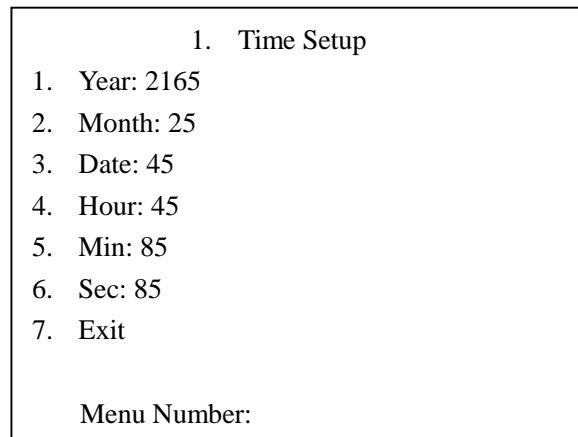 1. Time Setup
1. Year: 2165
2. Month: 25
3. Date: 45
4. Hour: 45
5. Min: 85
6. Sec: 85
7. Exit
Menu Number: